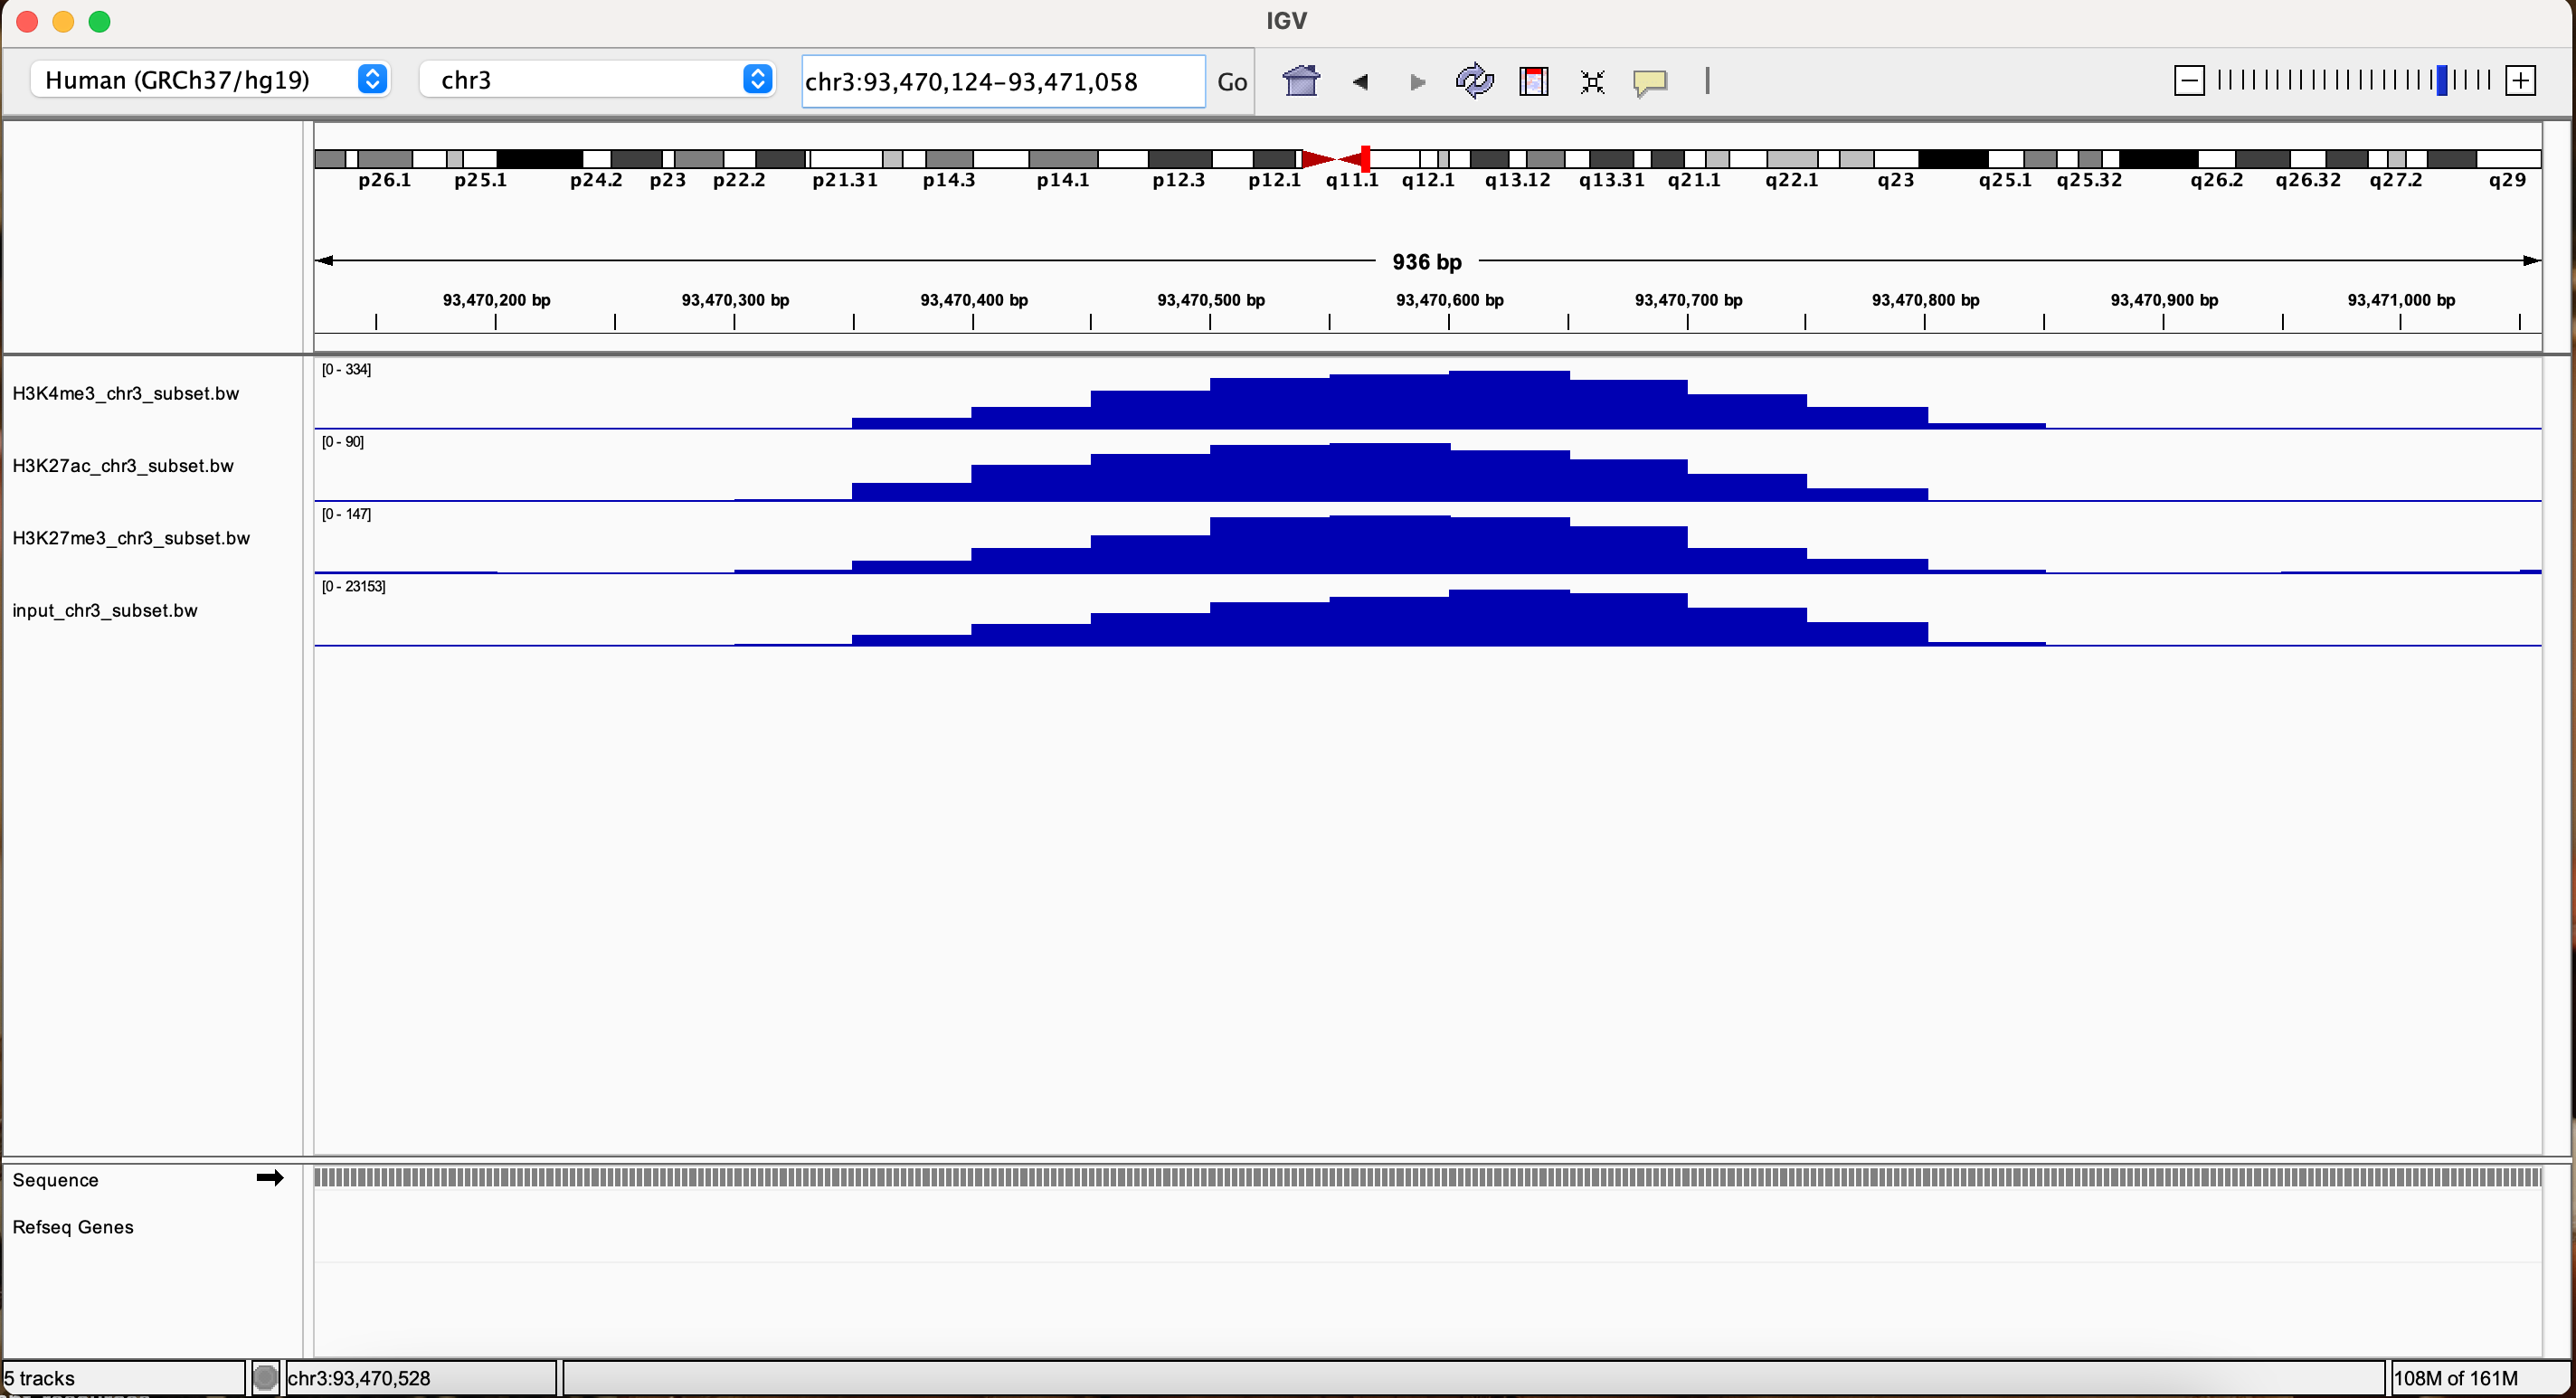 IGV
Human (GRCh37/hg19) chr3 chr3:93,470,124-93,471,058 Go
p26.1 p25.1 p24.2 p23 p22.2 p21.31 p14.3 p14.1 p12.3 p12.1 q11.1 q12.1 q13.12 q13.31 q21.1 q22.1 q23 q25.1 q25.32 q26.2 q26.32 q27.2 q29
936 bp
93,470,200 bp 93,470,300 bp 93,470,400 bp 93,470,500 bp 93,470,600 bp 93,470,700 bp 93,470,800 bp 93,470,900 bp 93,471,000 bp
[0 - 334]
H3K4me3_chr3_subset.bw
[0 - 90]
H3K27ac_chr3_subset.bw
[0 - 147]
H3K27me3_chr3_subset.bw
[0 - 23153]
input_chr3_subset.bw
Sequence
Refseq Genes
5 tracks chr3:93,470,528 108M of 161M